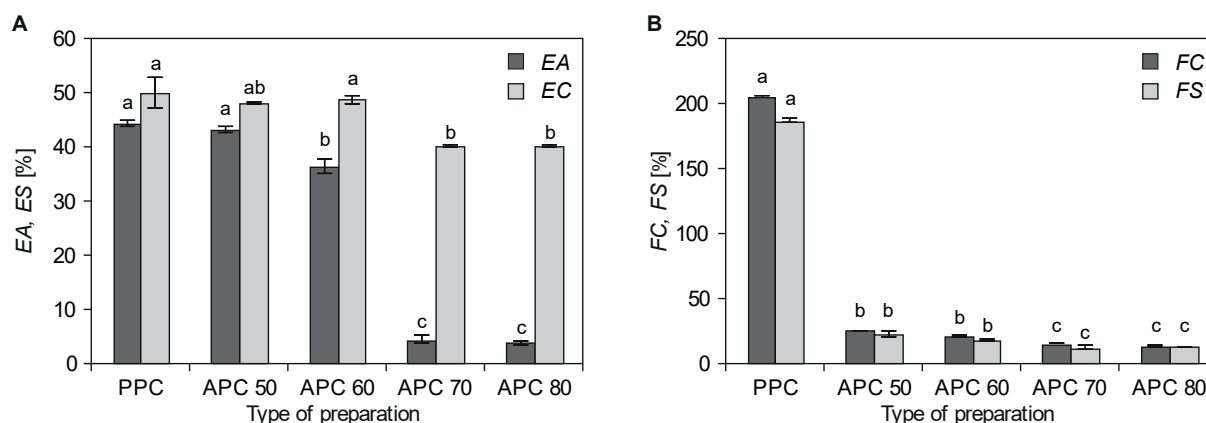 A
60
50
40
30
20
10
0
EA, ES [%]
EA
EC
a
a
a
ab
b
a
c
b
c
b
PPC
APC 50
APC 60
APC 70
APC 80
Type of preparation
B
250
200
150
100
50
0
FC, FS [%]
FC
FS
a
a
b
b
b
b
c
c
c
c
PPC
APC 50
APC 60
APC 70
APC 80
Type of preparation